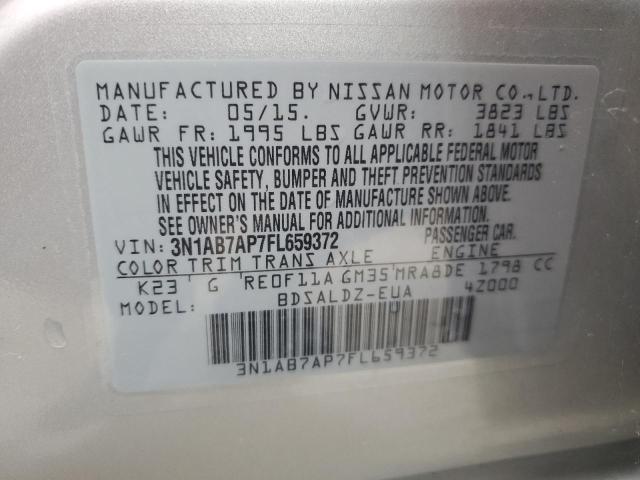 MANUFACTURED BY NISSAN MOTOR CO., LTD.
DATE: 05/15. GVWR: 3823 LBS
GAWR FR: 1995 LBS GAWR RR: 1841 LBS
THIS VEHICLE CONFORMS TO ALL APPLICABLE FEDERAL MOTOR
VEHICLE SAFETY, BUMPER AND THEFT PREVENTION STANDARDS
IN EFFECT ON THE DATE OF MANUFACTURE SHOWN ABOVE.
SEE OWNER'S MANUAL FOR ADDITIONAL INFORMATION.
VIN: 3N1AB7AP7FL659372 PASSENGER CAR.
COLOR TRIM TRANS AXLE ENGINE
K23 G RE0F11A GM35 MRA8DE 1798 CC
MODEL: BDSALDZ-EUA 4Z000
U
3N1AB7AP7FL659372